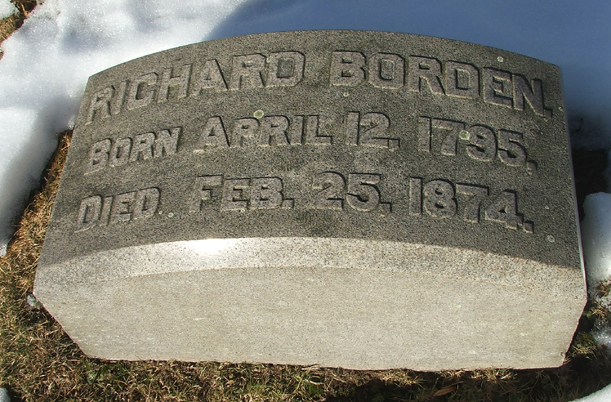 RICHARD BORDEN.
BORN APRIL 12. 1795.
DIED FEB. 25. 1874.